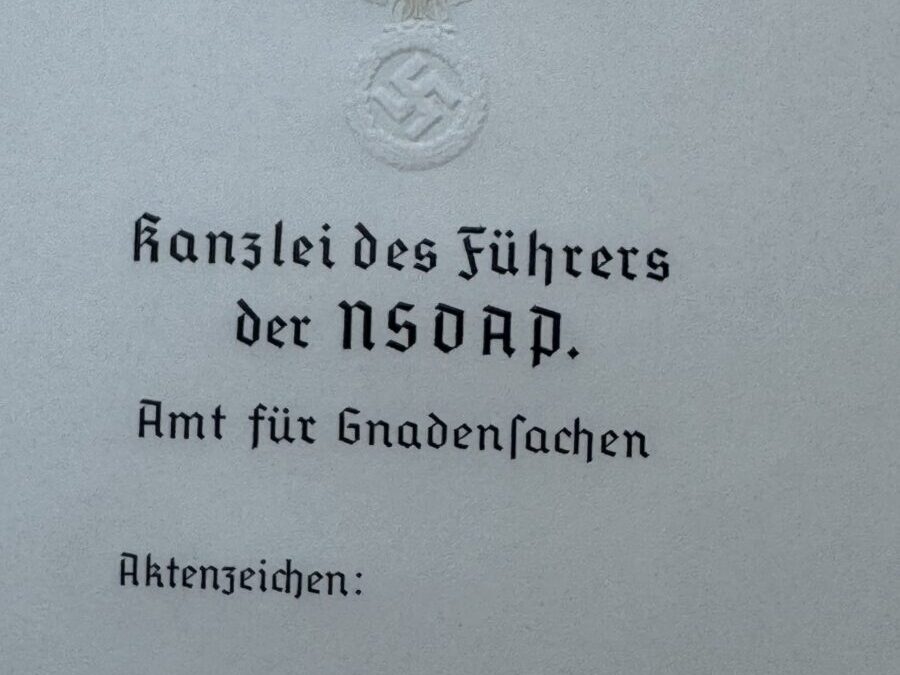 Kanzlei des Führers
der NSDAP.
Amt für Gnadenſachen
Aktenzeichen: